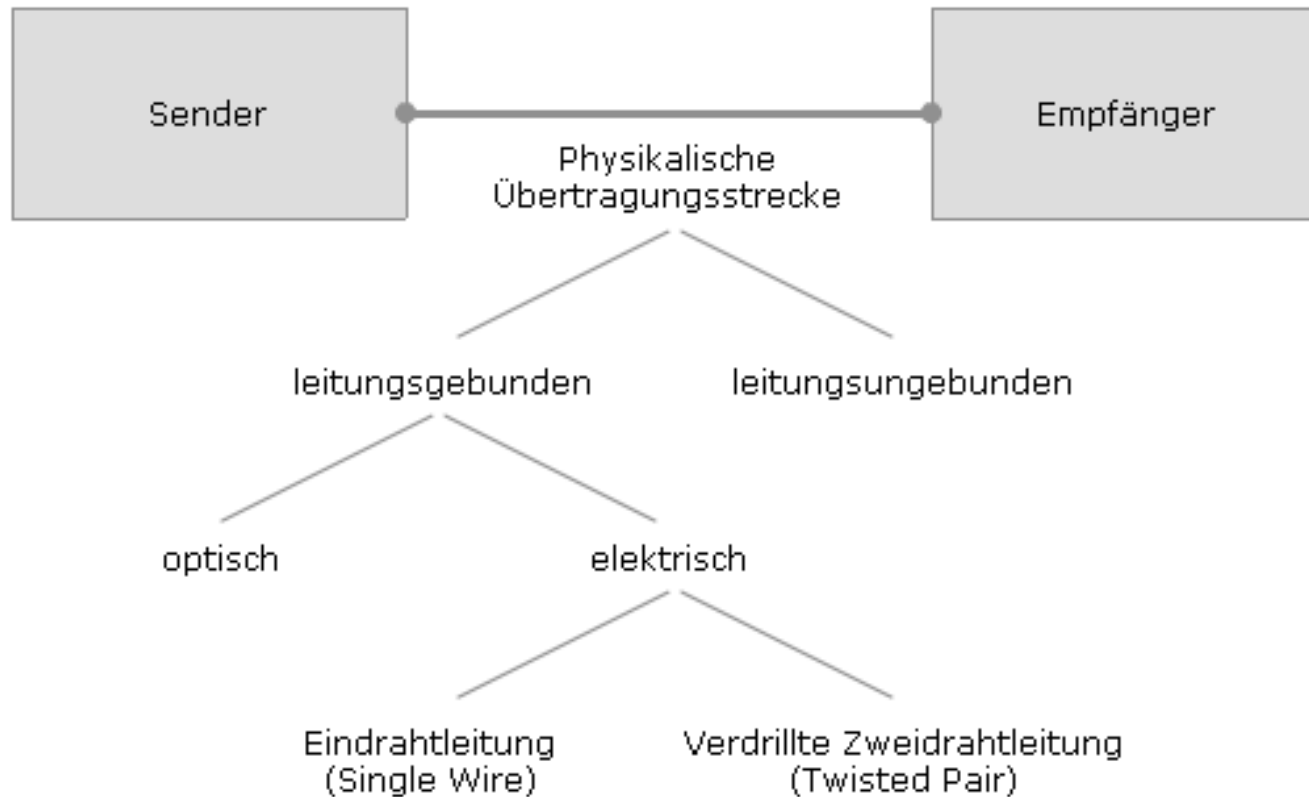 Sender
Empfänger
Physikalische
Übertragungsstrecke
leitungsgebunden
leitungsungebunden
optisch
elektrisch
Eindrahtleitung
(Single Wire)
Verdrillte Zweidrahtleitung
(Twisted Pair)